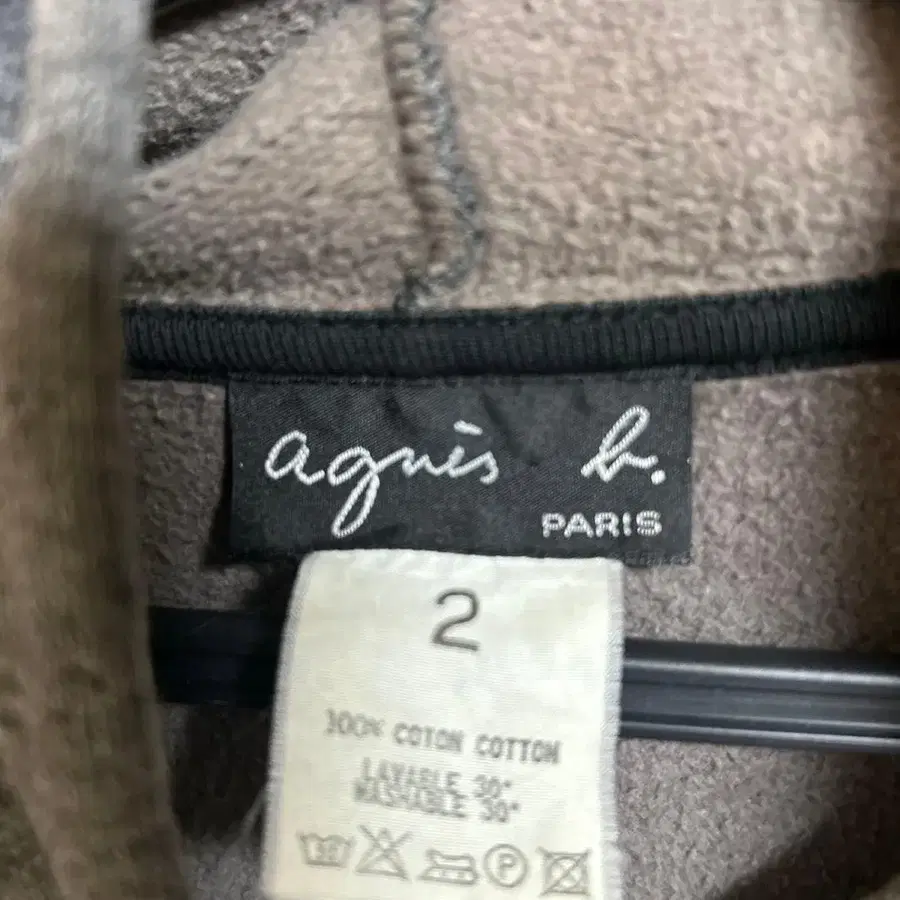 agnès b.
PARIS
2
100% COTON COTTON
LAVABLE 30°
WASHABLE 30°
P